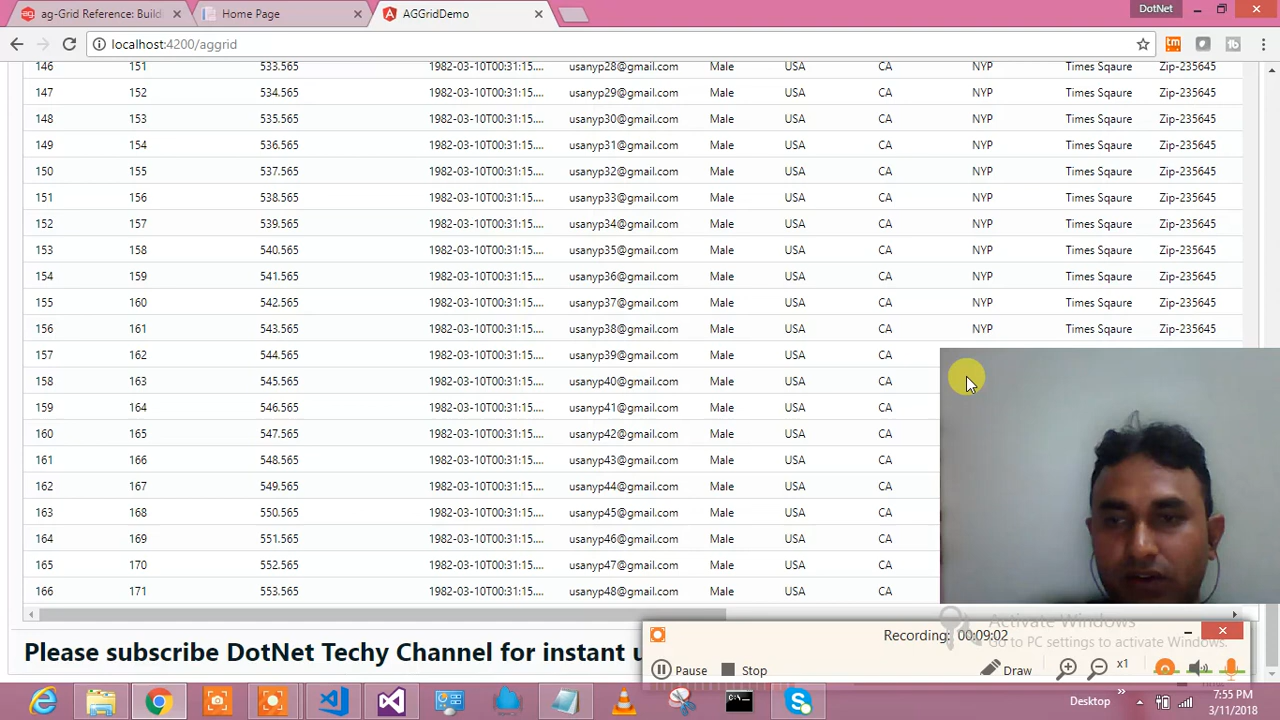 ag-Grid Reference: Build
Home Page
AGGridDemo
DotNet
localhost:4200/aggrid
146 151 533.565 1982-03-10T00:31:15.... usanyp28@gmail.com Male USA CA NYP Times Sqaure Zip-235645
147 152 534.565 1982-03-10T00:31:15.... usanyp29@gmail.com Male USA CA NYP Times Sqaure Zip-235645
148 153 535.565 1982-03-10T00:31:15.... usanyp30@gmail.com Male USA CA NYP Times Sqaure Zip-235645
149 154 536.565 1982-03-10T00:31:15.... usanyp31@gmail.com Male USA CA NYP Times Sqaure Zip-235645
150 155 537.565 1982-03-10T00:31:15.... usanyp32@gmail.com Male USA CA NYP Times Sqaure Zip-235645
151 156 538.565 1982-03-10T00:31:15.... usanyp33@gmail.com Male USA CA NYP Times Sqaure Zip-235645
152 157 539.565 1982-03-10T00:31:15.... usanyp34@gmail.com Male USA CA NYP Times Sqaure Zip-235645
153 158 540.565 1982-03-10T00:31:15.... usanyp35@gmail.com Male USA CA NYP Times Sqaure Zip-235645
154 159 541.565 1982-03-10T00:31:15.... usanyp36@gmail.com Male USA CA NYP Times Sqaure Zip-235645
155 160 542.565 1982-03-10T00:31:15.... usanyp37@gmail.com Male USA CA NYP Times Sqaure Zip-235645
156 161 543.565 1982-03-10T00:31:15.... usanyp38@gmail.com Male USA CA NYP Times Sqaure Zip-235645
157 162 544.565 1982-03-10T00:31:15.... usanyp39@gmail.com Male USA CA
158 163 545.565 1982-03-10T00:31:15.... usanyp40@gmail.com Male USA CA
159 164 546.565 1982-03-10T00:31:15.... usanyp41@gmail.com Male USA CA
160 165 547.565 1982-03-10T00:31:15.... usanyp42@gmail.com Male USA CA
161 166 548.565 1982-03-10T00:31:15.... usanyp43@gmail.com Male USA CA
162 167 549.565 1982-03-10T00:31:15.... usanyp44@gmail.com Male USA CA
163 168 550.565 1982-03-10T00:31:15.... usanyp45@gmail.com Male USA CA
164 169 551.565 1982-03-10T00:31:15.... usanyp46@gmail.com Male USA CA
165 170 552.565 1982-03-10T00:31:15.... usanyp47@gmail.com Male USA CA
166 171 553.565 1982-03-10T00:31:15.... usanyp48@gmail.com Male USA CA
Please subscribe DotNet Techy Channel for instant u
Activate Windows
Go to PC settings to activate Windows.
Recording: 00:09:02
Pause Stop Draw x1
Desktop
7:55 PM
3/11/2018